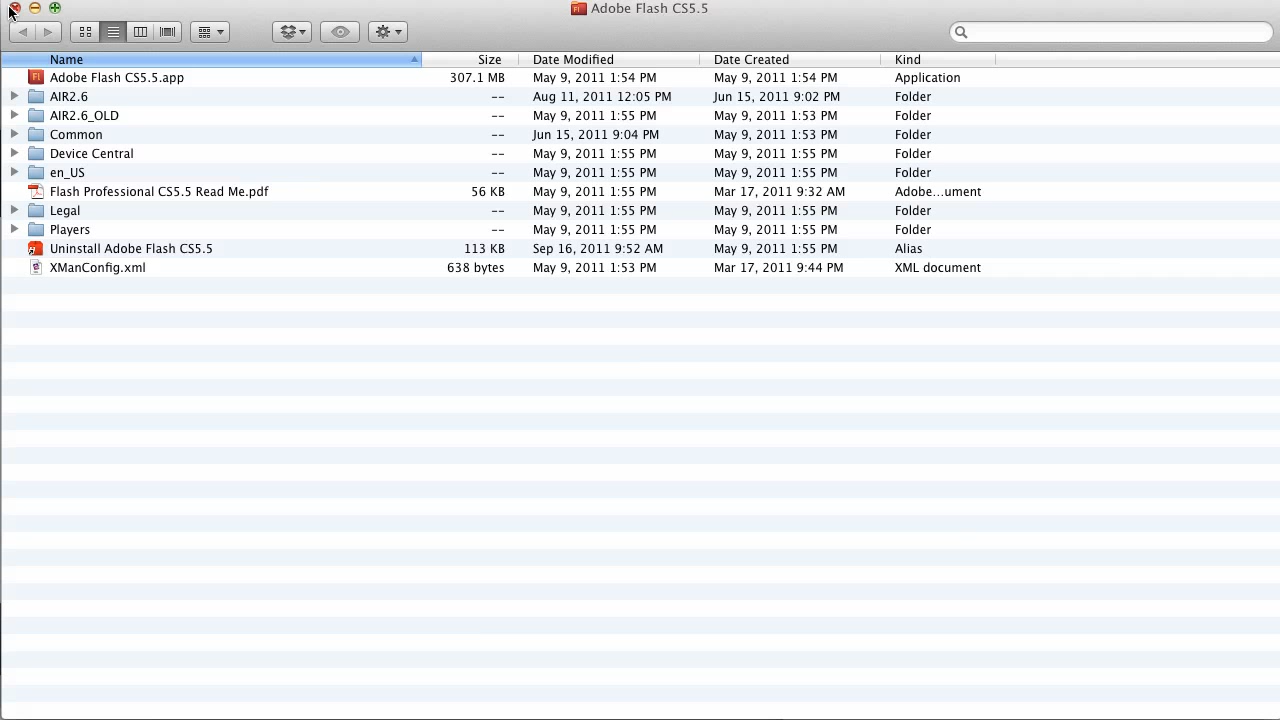 Adobe Flash CS5.5
Name Size Date Modified Date Created Kind
Adobe Flash CS5.5.app 307.1 MB May 9, 2011 1:54 PM May 9, 2011 1:54 PM Application
AIR2.6 -- Aug 11, 2011 12:05 PM Jun 15, 2011 9:02 PM Folder
AIR2.6_OLD -- May 9, 2011 1:55 PM May 9, 2011 1:53 PM Folder
Common -- Jun 15, 2011 9:04 PM May 9, 2011 1:53 PM Folder
Device Central -- May 9, 2011 1:55 PM May 9, 2011 1:55 PM Folder
en_US -- May 9, 2011 1:55 PM May 9, 2011 1:55 PM Folder
Flash Professional CS5.5 Read Me.pdf 56 KB May 9, 2011 1:55 PM Mar 17, 2011 9:32 AM Adobe...ument
Legal -- May 9, 2011 1:55 PM May 9, 2011 1:55 PM Folder
Players -- May 9, 2011 1:55 PM May 9, 2011 1:55 PM Folder
Uninstall Adobe Flash CS5.5 113 KB Sep 16, 2011 9:52 AM May 9, 2011 1:55 PM Alias
XManConfig.xml 638 bytes May 9, 2011 1:53 PM Mar 17, 2011 9:44 PM XML document